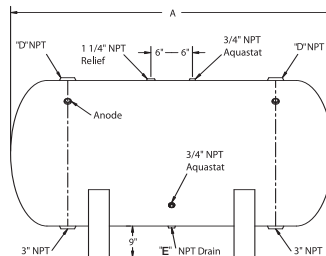 A
"D" NPT
1 1/4" NPT
Relief
6"
6"
3/4" NPT
Aquastat
"D" NPT
Anode
3/4" NPT
Aquastat
3" NPT
9"
"E" NPT Drain
3" NPT